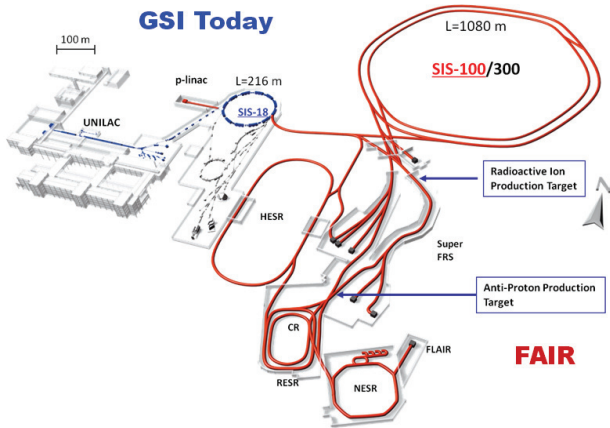 GSI Today
100 m
p-linac
L=216 m
L=1080 m
SIS-100/300
UNILAC
SIS-18
Radioactive Ion
Production Target
N
HESR
Super
FRS
Anti-Proton Production
Target
CR
FLAIR
FAIR
RESR
NESR